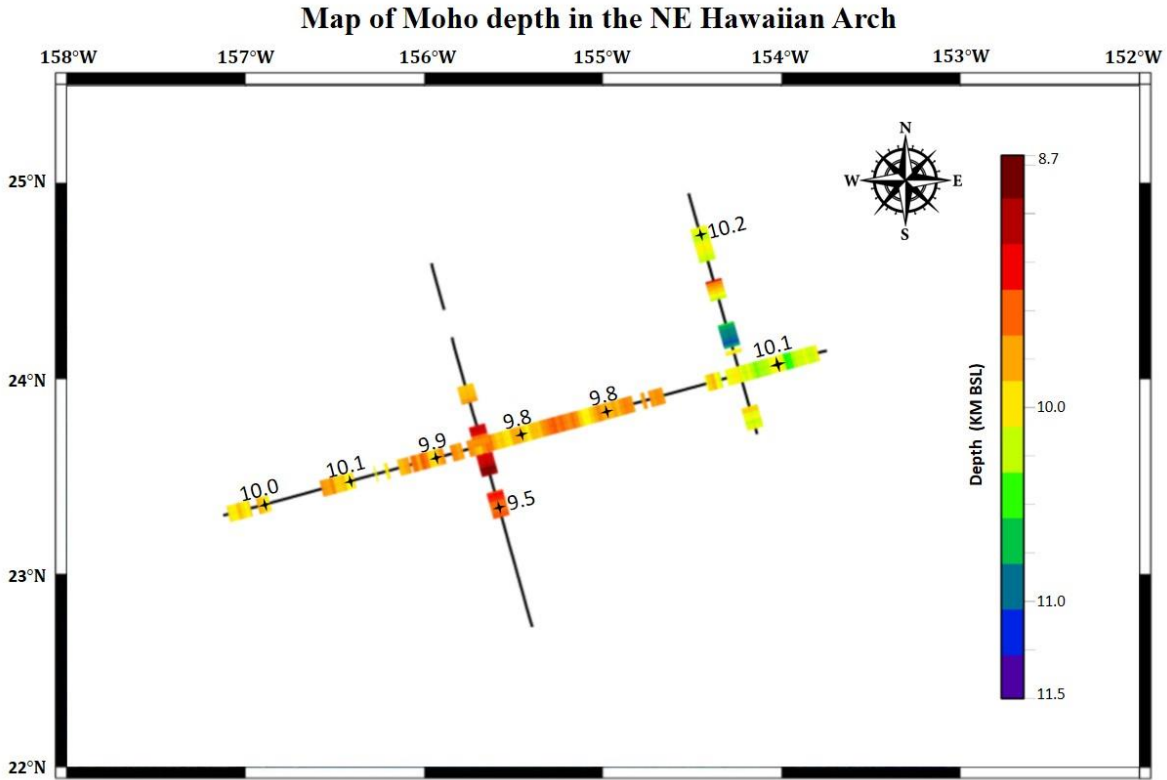 Map of Moho depth in the NE Hawaiian Arch
158°W 157°W 156°W 155°W 154°W 153°W 152°W
N
W E
S
8.7
25°N
10.2
24°N
10.1
9.8
9.8
9.9
10.1
10.0
9.5
10.0
Depth (KM BSL)
23°N
11.0
11.5
22°N